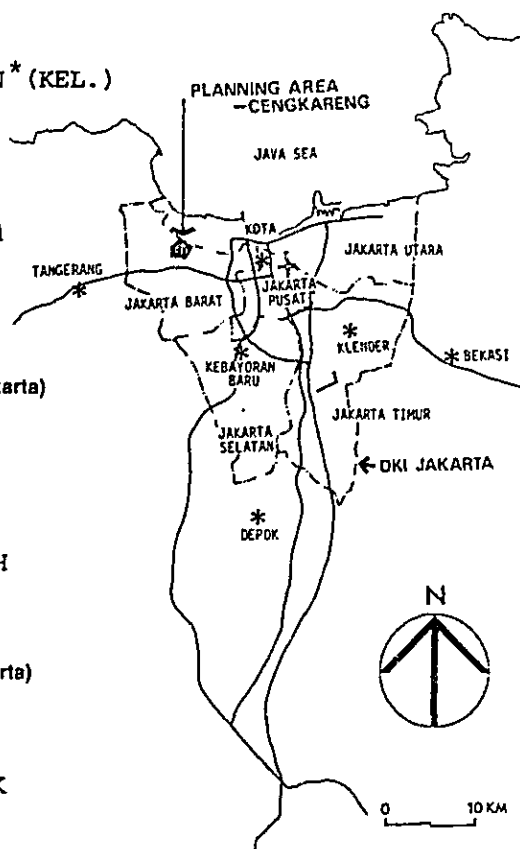 N* (KEL.)
PLANNING AREA
-CENGKARENG
JAVA SEA
KOTA
JAKARTA UTARA
TANGERANG
JAKARTA BARAT
JAKARTA
PUSAT
KLENDER
BEKASI
KEBAYORAN
BARU
JAKARTA TIMUR
karta)
JAKARTA
SELATAN
DKI JAKARTA
DEPOK
H
N
rta)
K
0 10 KM